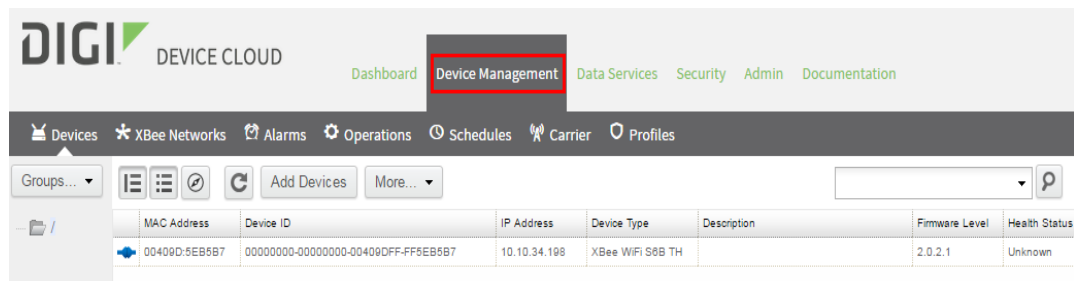 DIGI DEVICE CLOUD
Dashboard Device Management Data Services Security Admin Documentation
Devices XBee Networks Alarms Operations Schedules Carrier Profiles
Groups... Add Devices More...
/
MAC Address Device ID IP Address Device Type Description Firmware Level Health Status
00409D:5EB5B7 00000000-00000000-00409DFF-FF5EB5B7 10.10.34.198 XBee WiFi S6B TH 2.0.2.1 Unknown